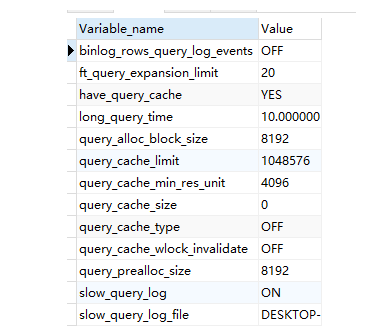 Variable_name Value
binlog_rows_query_log_events OFF
ft_query_expansion_limit 20
have_query_cache YES
long_query_time 10.000000
query_alloc_block_size 8192
query_cache_limit 1048576
query_cache_min_res_unit 4096
query_cache_size 0
query_cache_type OFF
query_cache_wlock_invalidate OFF
query_prealloc_size 8192
slow_query_log ON
slow_query_log_file DESKTOP-